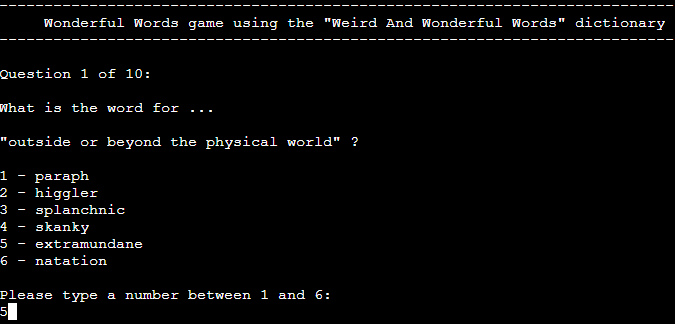 --------------------------------------------------------------------------
Wonderful Words game using the "Weird And Wonderful Words" dictionary
--------------------------------------------------------------------------
Question 1 of 10:
What is the word for ...
"outside or beyond the physical world" ?
1 - paraph
2 - higgler
3 - splanchnic
4 - skanky
5 - extramundane
6 - natation
Please type a number between 1 and 6:
5